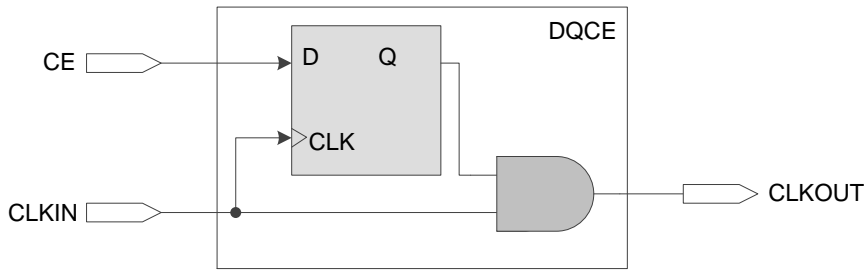 DQCE
CE
D Q
CLK
CLKIN
CLKOUT